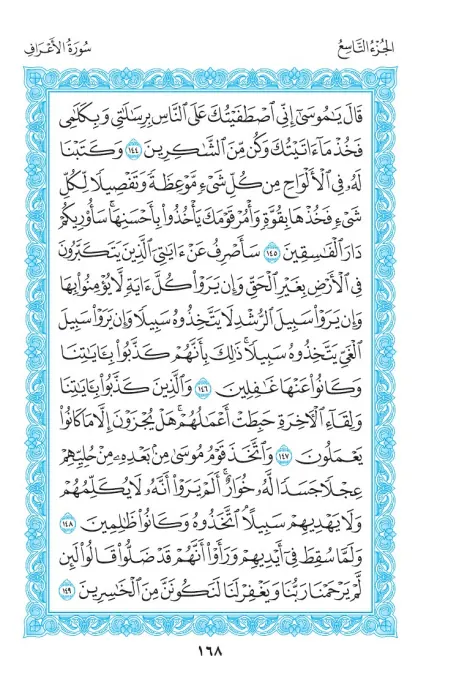 الجزء التاسع
سورة الأعراف
قَالَ يَٰمُوسَىٰٓ إِنِّي ٱصۡطَفَيۡتُكَ عَلَى ٱلنَّاسِ بِرِسَٰلَٰتِي وَبِكَلَٰمِي
فَخُذۡ مَآ ءَاتَيۡتُكَ وَكُن مِّنَ ٱلشَّٰكِرِينَ ١٤٤ وَكَتَبۡنَا
لَهُۥ فِي ٱلۡأَلۡوَاحِ مِن كُلِّ شَيۡءٖ مَّوۡعِظَةٗ وَتَفۡصِيلٗا لِّكُلِّ
شَيۡءٖ فَخُذۡهَا بِقُوَّةٖ وَأۡمُرۡ قَوۡمَكَ يَأۡخُذُواْ بِأَحۡسَنِهَاۚ سَأُوْرِيكُمۡ
دَارَ ٱلۡفَٰسِقِينَ ١٤٥ سَأَصۡرِفُ عَنۡ ءَايَٰتِيَ ٱلَّذِينَ يَتَكَبَّرُونَ
فِي ٱلۡأَرۡضِ بِغَيۡرِ ٱلۡحَقِّ وَإِن يَرَوۡاْ كُلَّ ءَايَةٖ لَّا يُؤۡمِنُواْ بِهَا
وَإِن يَرَوۡاْ سَبِيلَ ٱلرُّشۡدِ لَا يَتَّخِذُوهُ سَبِيلٗا وَإِن يَرَوۡاْ سَبِيلَ
ٱلۡغَيِّ يَتَّخِذُوهُ سَبِيلٗاۚ ذَٰلِكَ بِأَنَّهُمۡ كَذَّبُواْ بِـَٔايَٰتِنَا
وَكَانُواْ عَنۡهَا غَٰفِلِينَ ١٤٦ وَٱلَّذِينَ كَذَّبُواْ بِـَٔايَٰتِنَا
وَلِقَآءِ ٱلۡأٓخِرَةِ حَبِطَتۡ أَعۡمَٰلُهُمۡۚ هَلۡ يُجۡزَوۡنَ إِلَّا مَا كَانُواْ
يَعۡمَلُونَ ١٤٧ وَٱتَّخَذَ قَوۡمُ مُوسَىٰ مِنۢ بَعۡدِهِۦ مِنۡ حُلِيِّهِمۡ
عِجۡلٗا جَسَدٗا لَّهُۥ خُوَارٌۚ أَلَمۡ يَرَوۡاْ أَنَّهُۥ لَا يُكَلِّمُهُمۡ
وَلَا يَهۡدِيهِمۡ سَبِيلًاۘ ٱتَّخَذُوهُ وَكَانُواْ ظَٰلِمِينَ ١٤٨
وَلَمَّا سُقِطَ فِيٓ أَيۡدِيهِمۡ وَرَأَوۡاْ أَنَّهُمۡ قَدۡ ضَلُّواْ قَالُواْ لَئِن
لَّمۡ يَرۡحَمۡنَا رَبُّنَا وَيَغۡفِرۡ لَنَا لَنَكُونَنَّ مِنَ ٱلۡخَٰسِرِينَ ١٤٩
١٦٨